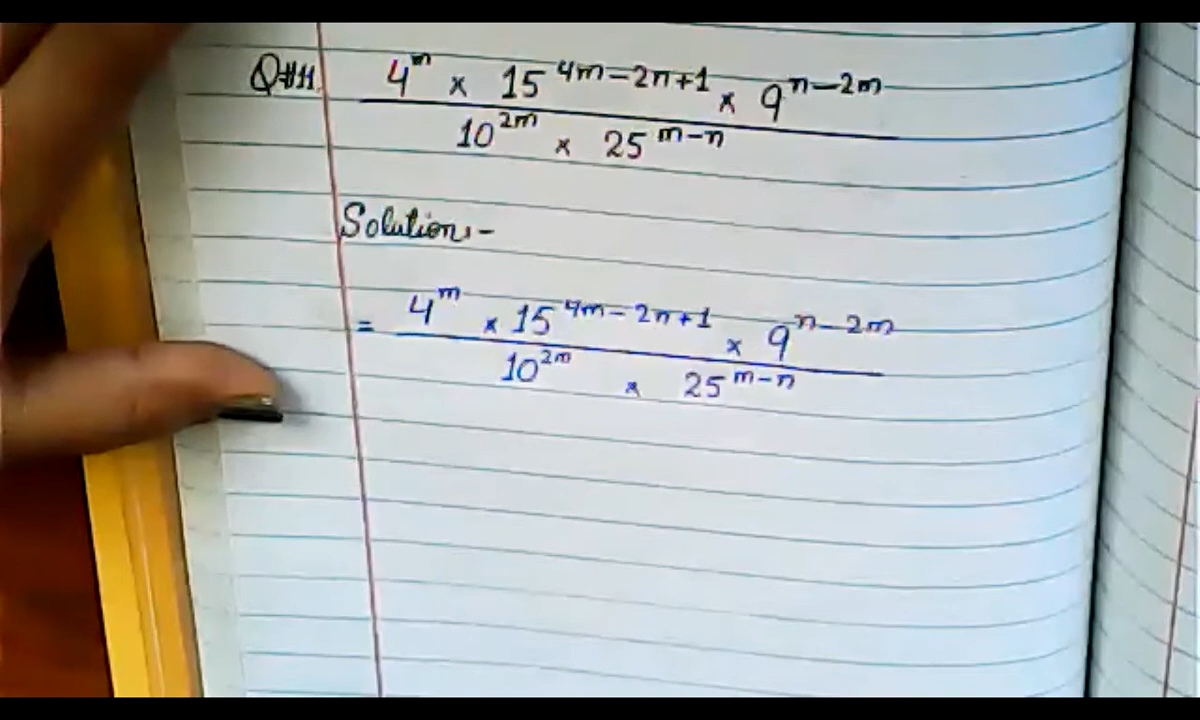 Q#11 4^m × 15^(4m-2n+1) × 9^(n-2m)
10^(2m) × 25^(m-n)
Solution:-
= 4^m × 15^(4m-2n+1) × 9^(n-2m)
10^(2m) × 25^(m-n)